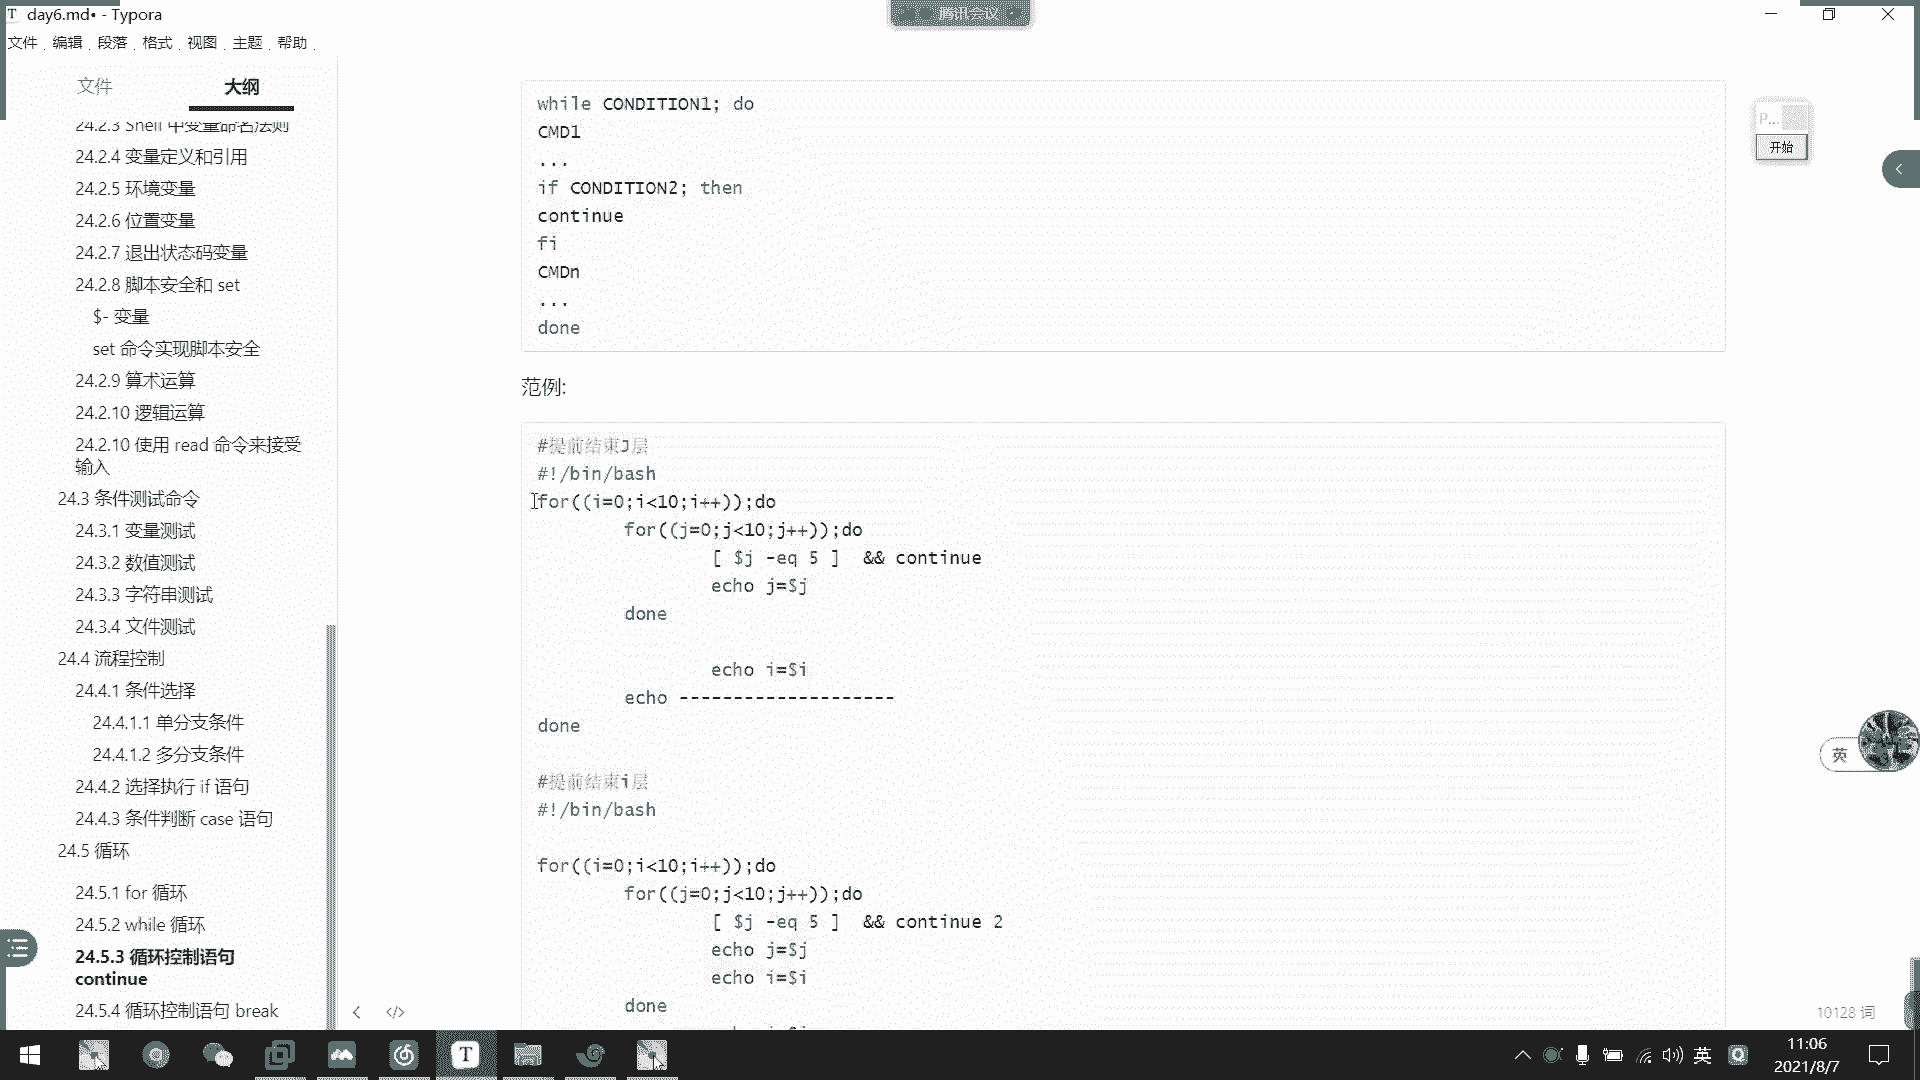 day6.md• - Typora
腾讯会议
文件 编辑 段落 格式 视图 主题 帮助
文件 大纲
24.2.3 Shell 中变量命名法则
24.2.4 变量定义和引用
24.2.5 环境变量
24.2.6 位置变量
24.2.7 退出状态码变量
24.2.8 脚本安全和 set
$- 变量
set 命令实现脚本安全
24.2.9 算术运算
24.2.10 逻辑运算
24.2.10 使用 read 命令来接受
输入
24.3 条件测试命令
24.3.1 变量测试
24.3.2 数值测试
24.3.3 字符串测试
24.3.4 文件测试
24.4 流程控制
24.4.1 条件选择
24.4.1.1 单分支条件
24.4.1.2 多分支条件
24.4.2 选择执行 if 语句
24.4.3 条件判断 case 语句
24.5 循环
24.5.1 for 循环
24.5.2 while 循环
24.5.3 循环控制语句
continue
24.5.4 循环控制语句 break
while CONDITION1; do
CMD1
...
if CONDITION2; then
continue
fi
CMDn
...
done
范例:
#提前结束J层
#!/bin/bash
for((i=0;i<10;i++));do
for((j=0;j<10;j++));do
[ $j -eq 5 ]  && continue
echo j=$j
done
echo i=$i
echo --------------------
done
#提前结束i层
#!/bin/bash
for((i=0;i<10;i++));do
for((j=0;j<10;j++));do
[ $j -eq 5 ]  && continue 2
echo j=$j
echo i=$i
done
P...
开始
英
10128 词
英
11:06
2021/8/7